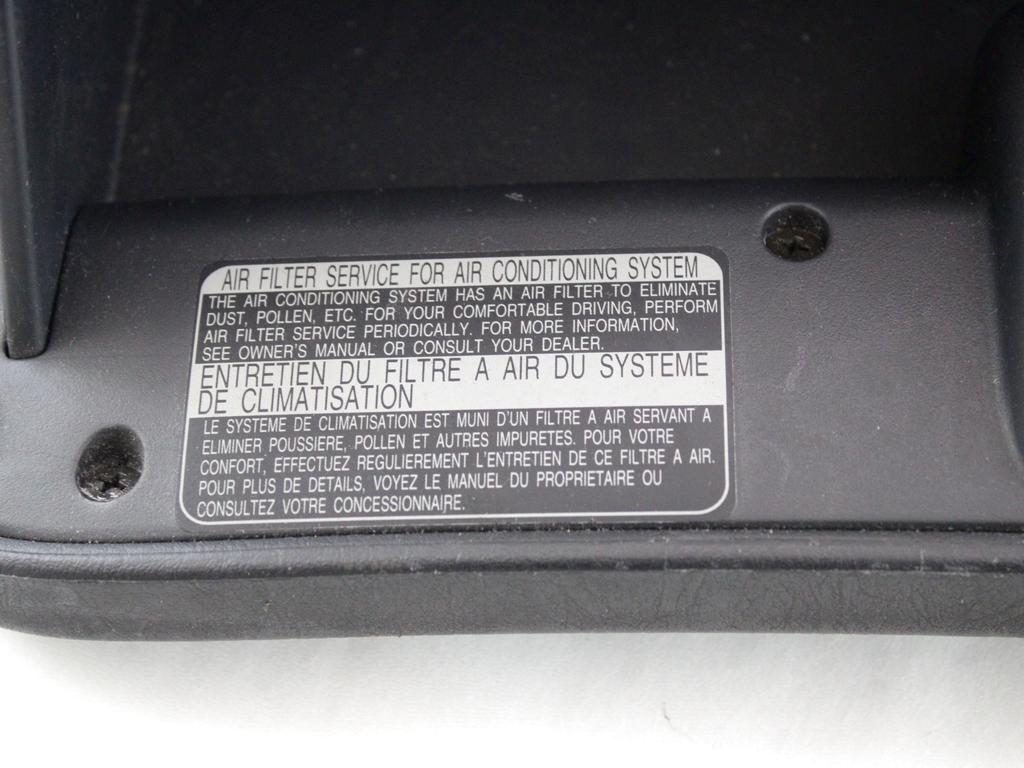 AIR FILTER SERVICE FOR AIR CONDITIONING SYSTEM
THE AIR CONDITIONING SYSTEM HAS AN AIR FILTER TO ELIMINATE
DUST, POLLEN, ETC. FOR YOUR COMFORTABLE DRIVING, PERFORM
AIR FILTER SERVICE PERIODICALLY. FOR MORE INFORMATION,
SEE OWNER'S MANUAL OR CONSULT YOUR DEALER.
ENTRETIEN DU FILTRE A AIR DU SYSTEME
DE CLIMATISATION
LE SYSTEME DE CLIMATISATION EST MUNI D'UN FILTRE A AIR SERVANT A
ELIMINER POUSSIERE, POLLEN ET AUTRES IMPURETES. POUR VOTRE
CONFORT, EFFECTUEZ REGULIEREMENT L'ENTRETIEN DE CE FILTRE A AIR.
POUR PLUS DE DETAILS, VOYEZ LE MANUEL DU PROPRIETAIRE OU
CONSULTEZ VOTRE CONCESSIONNAIRE.